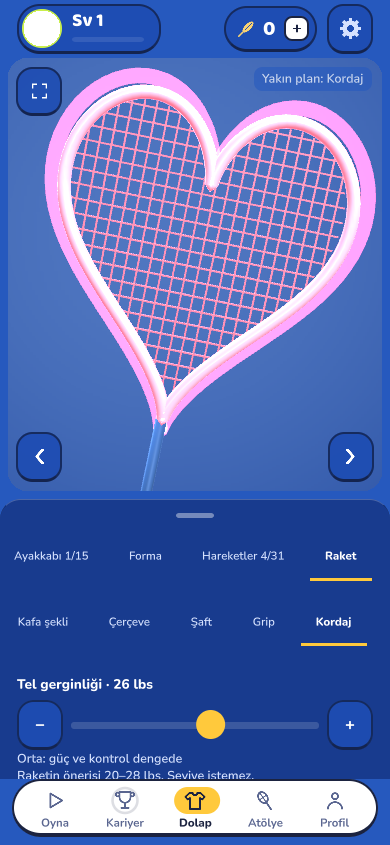 Sv 1
0 +
Yakın plan: Kordaj
Ayakkabı 1/15 Forma Hareketler 4/31 Raket
Kafa şekli Çerçeve Şaft Grip Kordaj
Tel gerginliği · 26 lbs
− +
Orta: güç ve kontrol dengede
Raketin önerisi 20–28 lbs. Seviye istemez.
Oyna Kariyer Dolap Atölye Profil